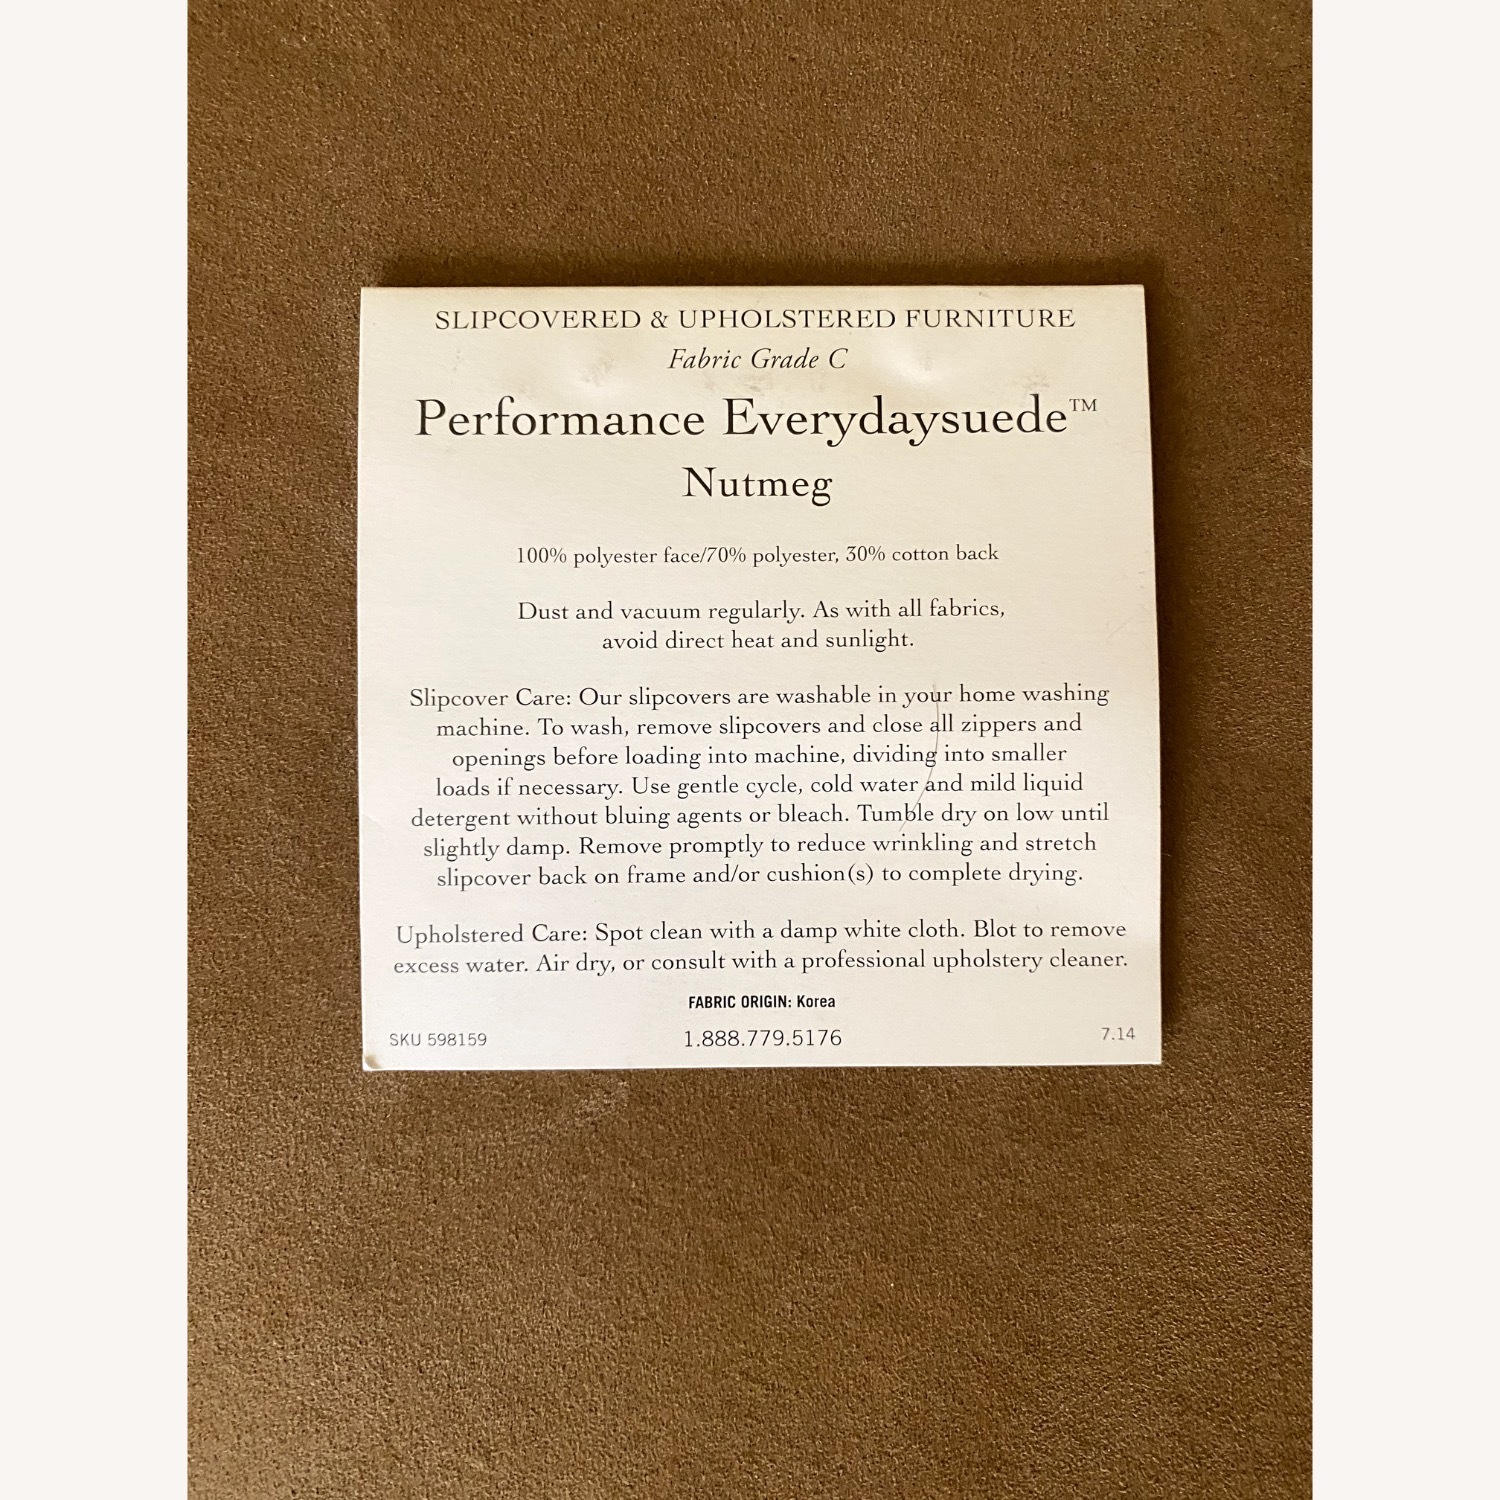 SLIPCOVERED & UPHOLSTERED FURNITURE
Fabric Grade C
Performance Everydaysuede™
Nutmeg
100% polyester face/70% polyester, 30% cotton back
Dust and vacuum regularly. As with all fabrics,
avoid direct heat and sunlight.
Slipcover Care: Our slipcovers are washable in your home washing
machine. To wash, remove slipcovers and close all zippers and
openings before loading into machine, dividing into smaller
loads if necessary. Use gentle cycle, cold water and mild liquid
detergent without bluing agents or bleach. Tumble dry on low until
slightly damp. Remove promptly to reduce wrinkling and stretch
slipcover back on frame and/or cushion(s) to complete drying.
Upholstered Care: Spot clean with a damp white cloth. Blot to remove
excess water. Air dry, or consult with a professional upholstery cleaner.
FABRIC ORIGIN: Korea
SKU 598159 1.888.779.5176 7.14